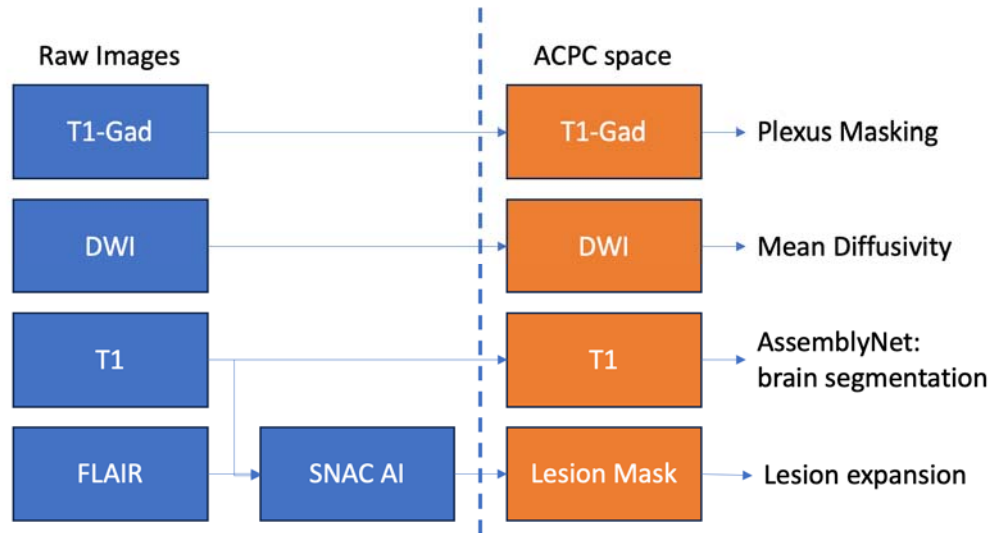 Raw Images
ACPC space
T1-Gad
T1-Gad
Plexus Masking
DWI
DWI
Mean Diffusivity
T1
T1
AssemblyNet:
brain segmentation
FLAIR
SNAC AI
Lesion Mask
Lesion expansion